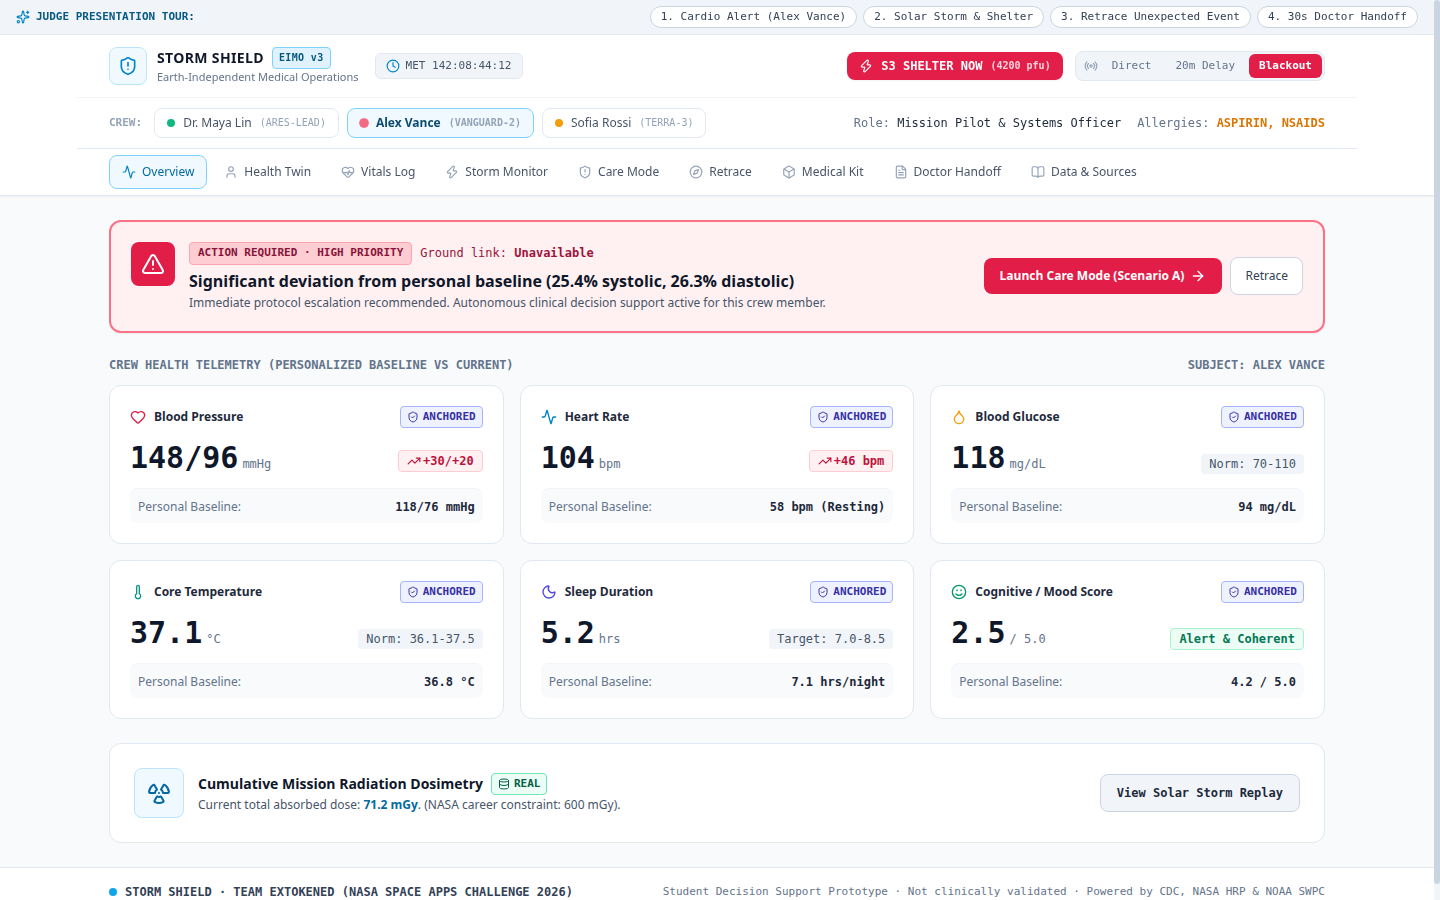 JUDGE PRESENTATION TOUR:
1. Cardio Alert (Alex Vance)
2. Solar Storm & Shelter
3. Retrace Unexpected Event
4. 30s Doctor Handoff
STORM SHIELD EIMO v3
Earth-Independent Medical Operations
MET 142:08:44:12
S3 SHELTER NOW (4200 pfu)
Direct
20m Delay
Blackout
CREW:
Dr. Maya Lin (ARES-LEAD)
Alex Vance (VANGUARD-2)
Sofia Rossi (TERRA-3)
Role: Mission Pilot & Systems Officer
Allergies: ASPIRIN, NSAIDS
Overview
Health Twin
Vitals Log
Storm Monitor
Care Mode
Retrace
Medical Kit
Doctor Handoff
Data & Sources
ACTION REQUIRED · HIGH PRIORITY
Ground link: Unavailable
Significant deviation from personal baseline (25.4% systolic, 26.3% diastolic)
Immediate protocol escalation recommended. Autonomous clinical decision support active for this crew member.
Launch Care Mode (Scenario A)
Retrace
CREW HEALTH TELEMETRY (PERSONALIZED BASELINE VS CURRENT)
SUBJECT: ALEX VANCE
Blood Pressure
ANCHORED
148/96 mmHg
+30/+20
Personal Baseline:
118/76 mmHg
Heart Rate
ANCHORED
104 bpm
+46 bpm
Personal Baseline:
58 bpm (Resting)
Blood Glucose
ANCHORED
118 mg/dL
Norm: 70-110
Personal Baseline:
94 mg/dL
Core Temperature
ANCHORED
37.1 °C
Norm: 36.1-37.5
Personal Baseline:
36.8 °C
Sleep Duration
ANCHORED
5.2 hrs
Target: 7.0-8.5
Personal Baseline:
7.1 hrs/night
Cognitive / Mood Score
ANCHORED
2.5 / 5.0
Alert & Coherent
Personal Baseline:
4.2 / 5.0
Cumulative Mission Radiation Dosimetry
REAL
Current total absorbed dose: 71.2 mGy. (NASA career constraint: 600 mGy).
View Solar Storm Replay
STORM SHIELD · TEAM EXTOKENED (NASA SPACE APPS CHALLENGE 2026)
Student Decision Support Prototype · Not clinically validated · Powered by CDC, NASA HRP & NOAA SWPC